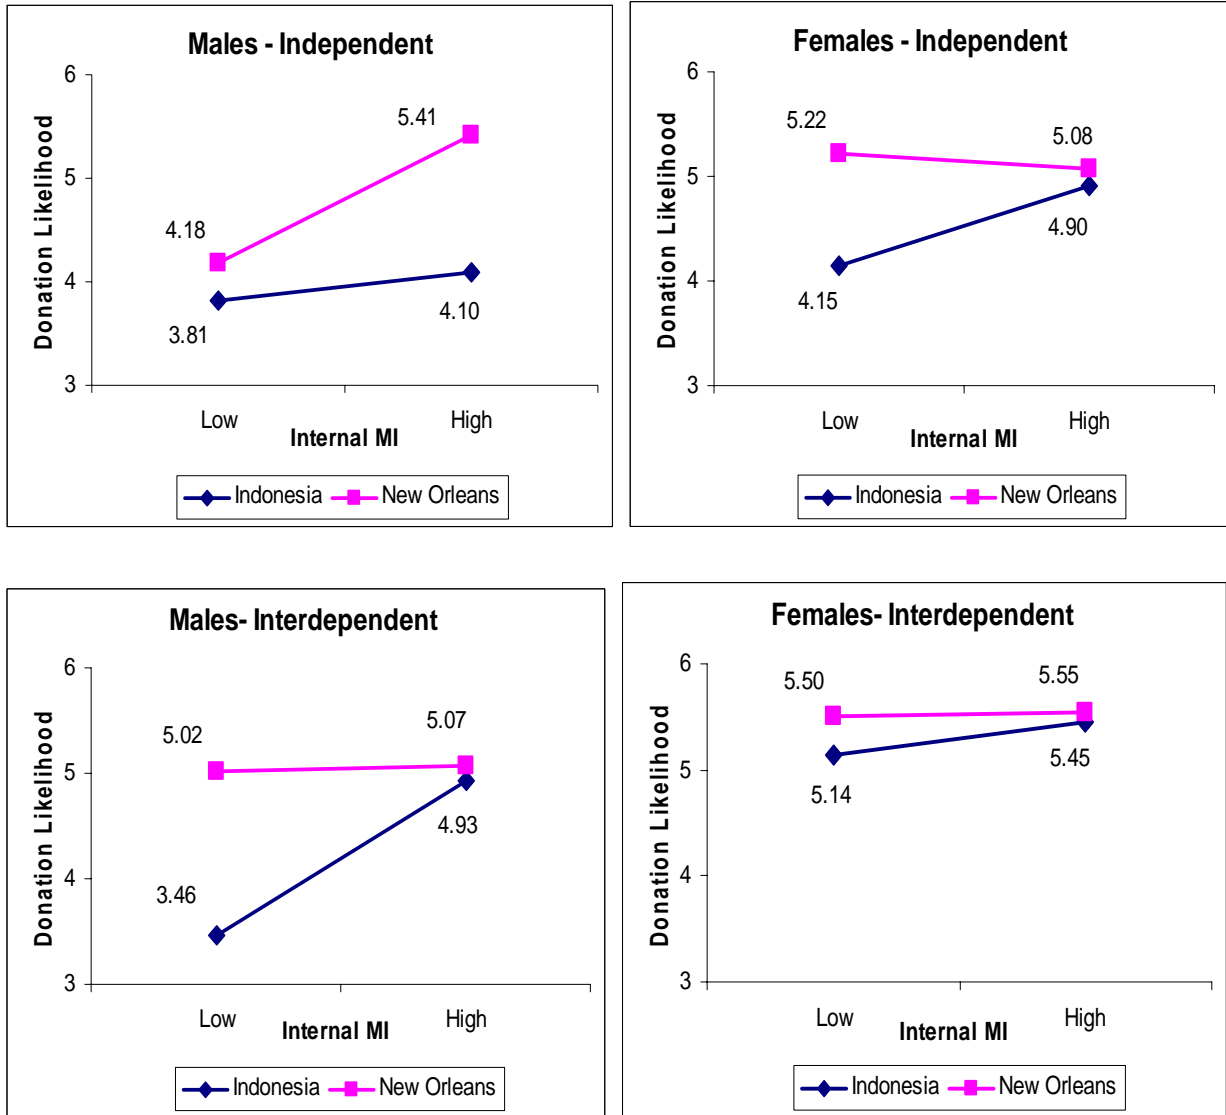 Males - Independent
6
5
4
3
Donation Likelihood
5.41
4.18
3.81
4.10
Low
High
Internal MI
Indonesia
New Orleans
Females - Independent
6
5
4
3
Donation Likelihood
5.22
5.08
4.15
4.90
Low
High
Internal MI
Indonesia
New Orleans
Males- Interdependent
6
5
4
3
Donation Likelihood
5.02
5.07
3.46
4.93
Low
High
Internal MI
Indonesia
New Orleans
Females- Interdependent
6
5
4
3
Donation Likelihood
5.50
5.55
5.14
5.45
Low
High
Internal MI
Indonesia
New Orleans